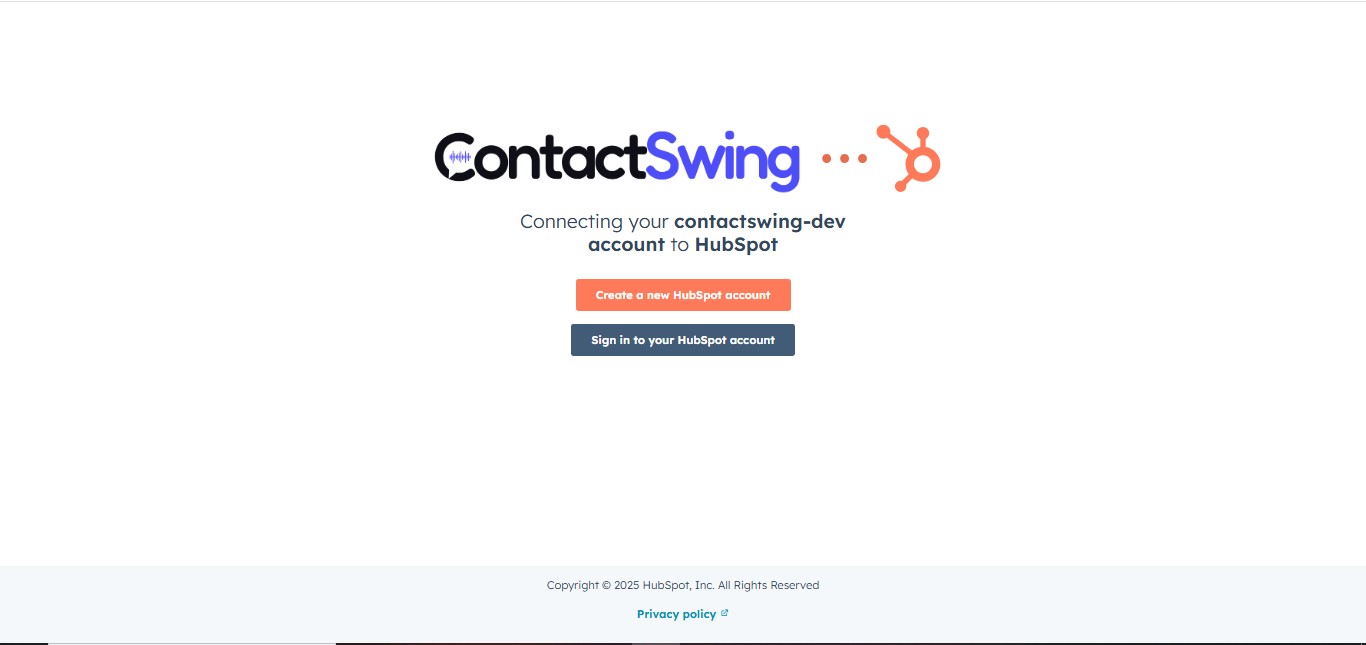 ContactSwing
Connecting your contactswing-dev
account to HubSpot
Create a new HubSpot account
Sign in to your HubSpot account
Copyright © 2025 HubSpot, Inc. All Rights Reserved
Privacy policy